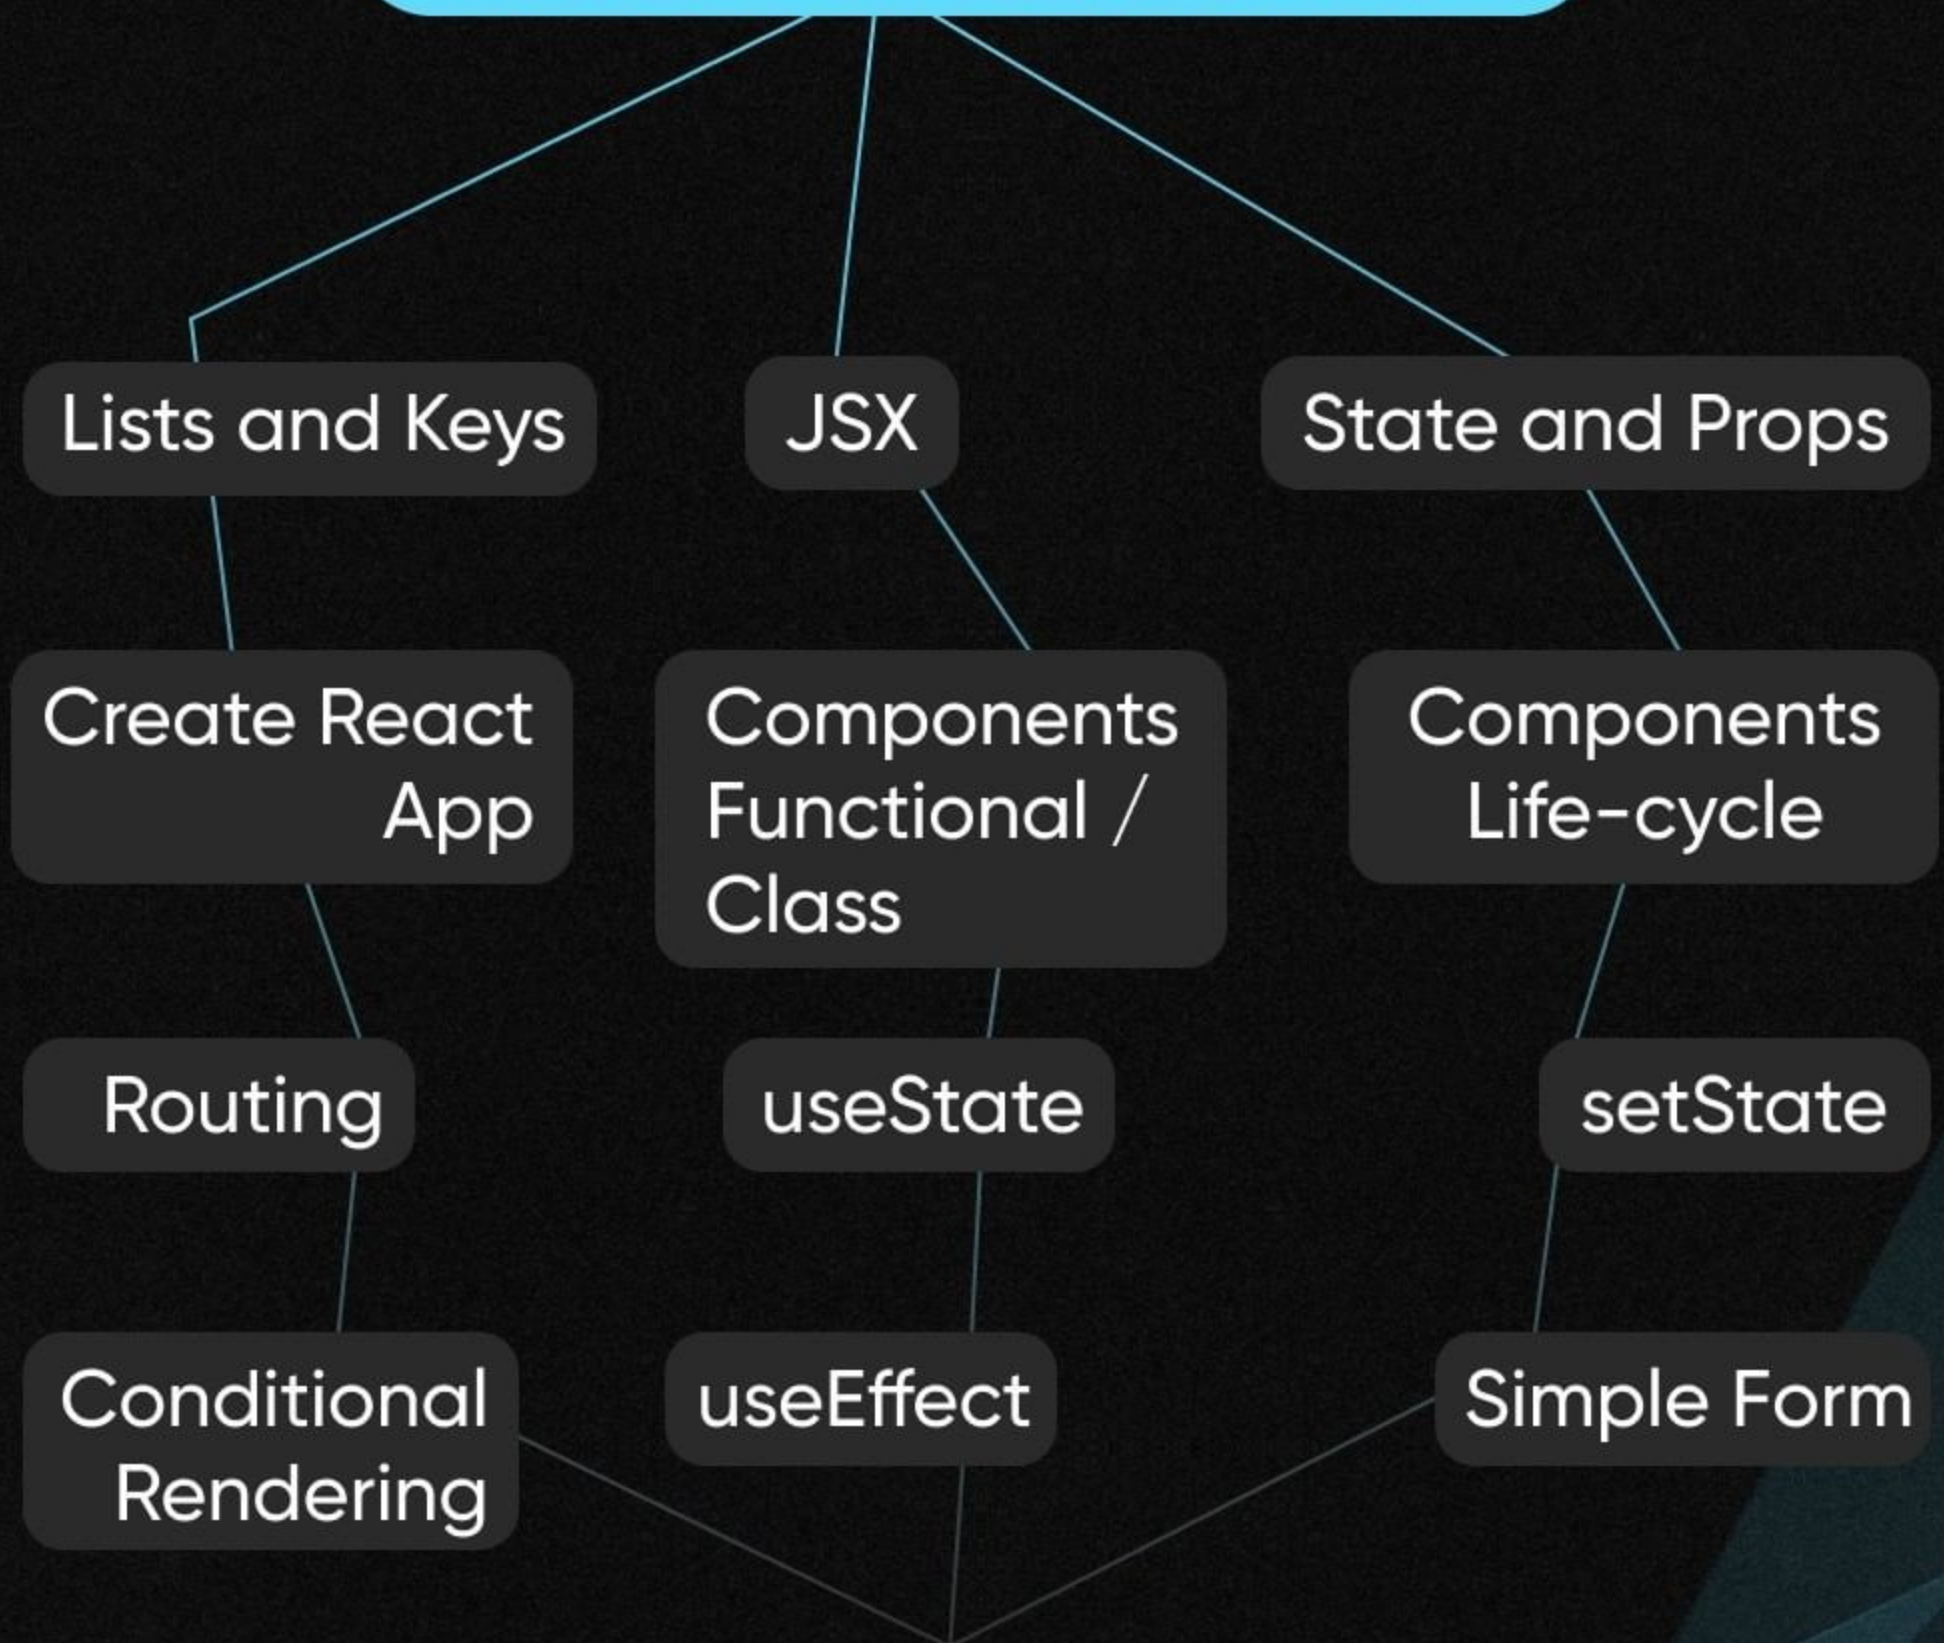 Lists and Keys
JSX
State and Props
Create React
App
Components
Functional /
Class
Components
Life-cycle
Routing
useState
setState
Conditional
Rendering
useEffect
Simple Form